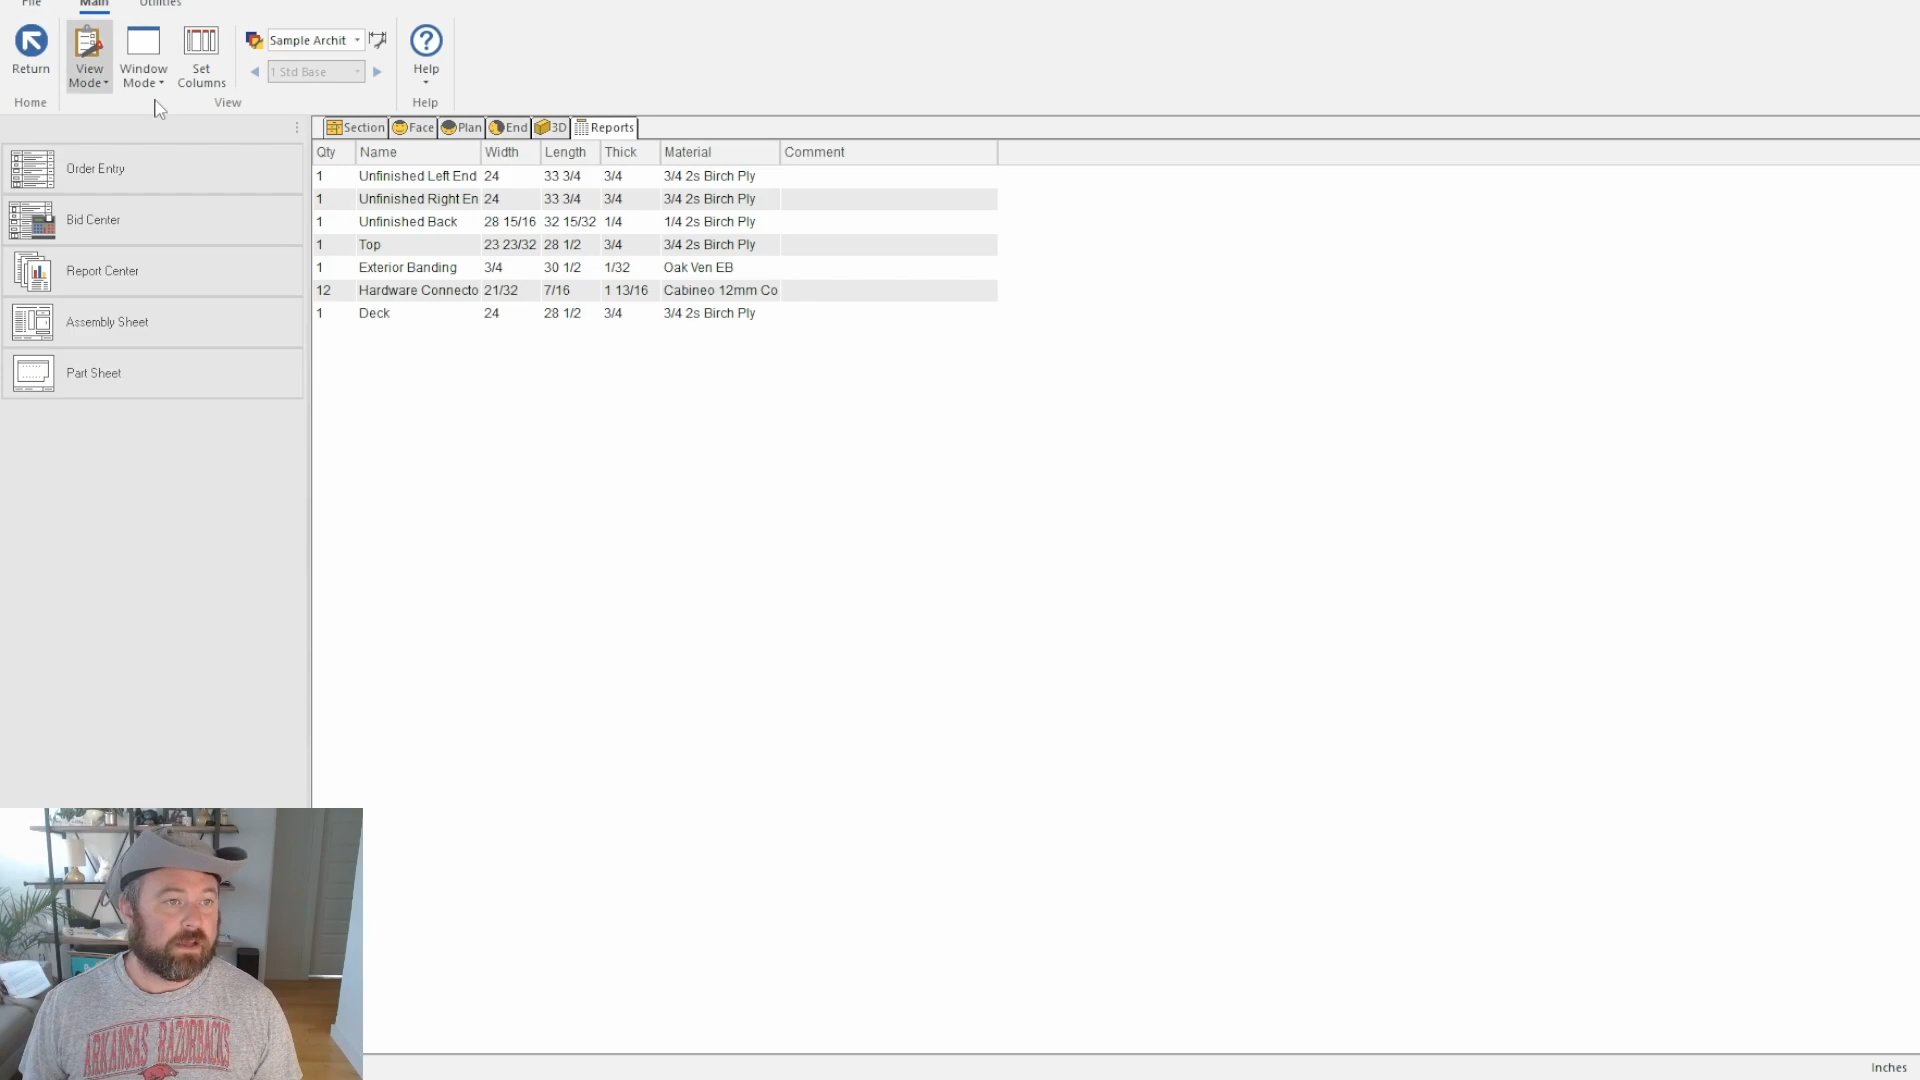 File Main Utilities
Return
View Mode
Window Mode
Set Columns
Sample Archit
1 Std Base
Help
Home View Help
Order Entry
Bid Center
Report Center
Assembly Sheet
Part Sheet
Section Face Plan End 3D Reports
Qty Name Width Length Thick Material Comment
1 Unfinished Left End 24 33 3/4 3/4 3/4 2s Birch Ply
1 Unfinished Right En 24 33 3/4 3/4 3/4 2s Birch Ply
1 Unfinished Back 28 15/16 32 15/32 1/4 1/4 2s Birch Ply
1 Top 23 23/32 28 1/2 3/4 3/4 2s Birch Ply
1 Exterior Banding 3/4 30 1/2 1/32 Oak Ven EB
12 Hardware Connecto 21/32 7/16 1 13/16 Cabineo 12mm Co
1 Deck 24 28 1/2 3/4 3/4 2s Birch Ply
ARKANSAS RAZORBACKS
Inches